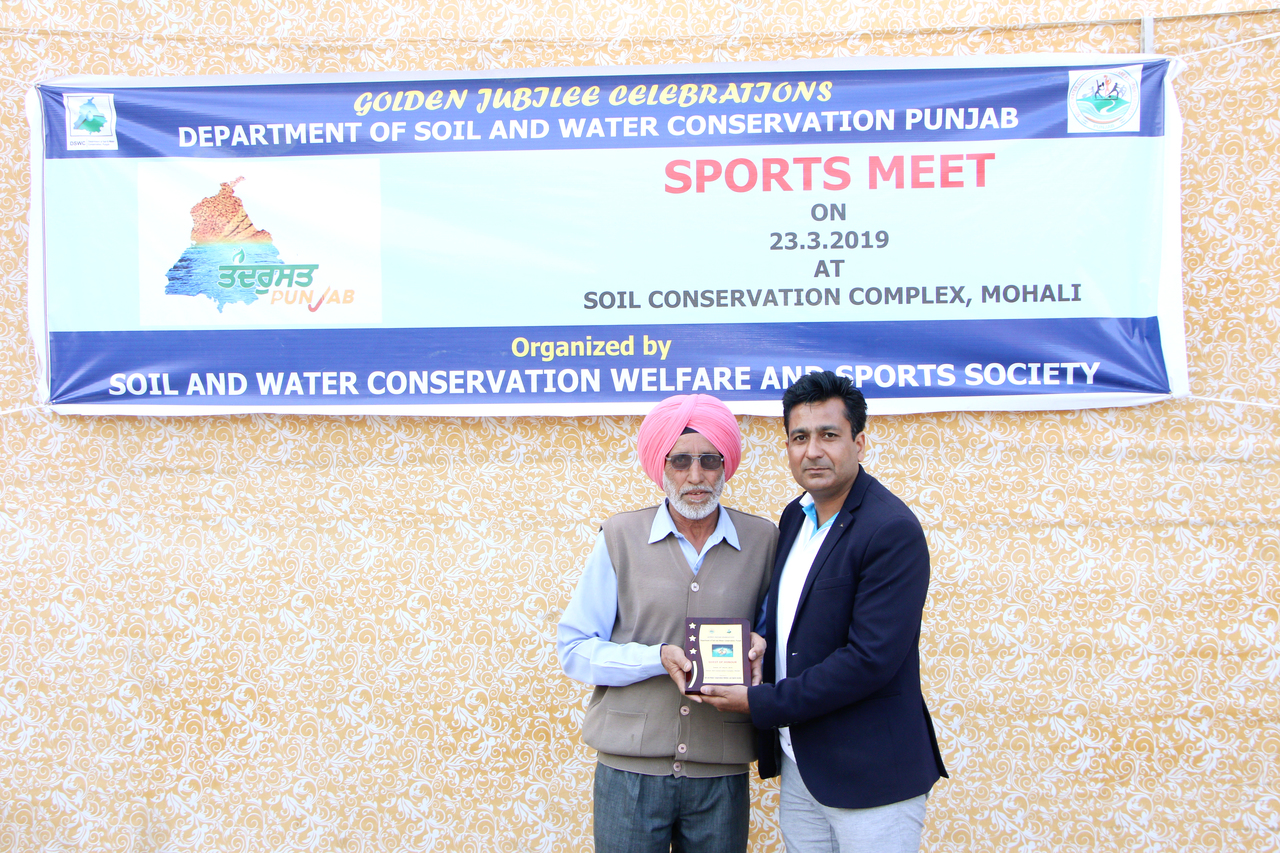 GOLDEN JUBILEE CELEBRATIONS
DEPARTMENT OF SOIL AND WATER CONSERVATION PUNJAB
DSWC
SPORTS MEET
ON
23.3.2019
AT
SOIL CONSERVATION COMPLEX, MOHALI
ਤੰਦਰੁਸਤ
PUNJAB
Organized by
SOIL AND WATER CONSERVATION WELFARE AND SPORTS SOCIETY